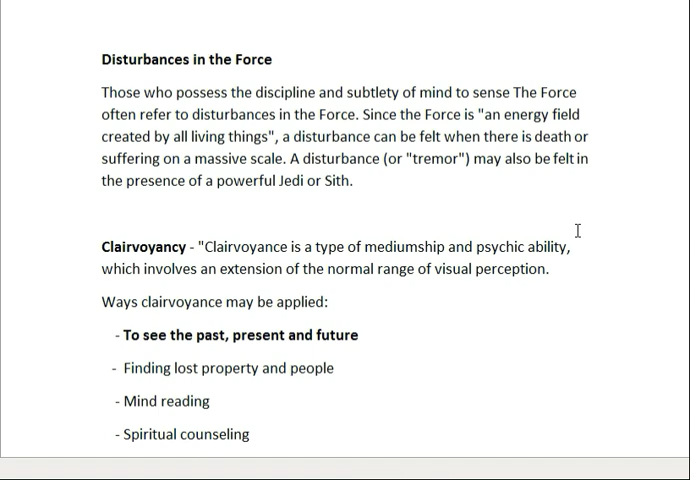 Disturbances in the Force
Those who possess the discipline and subtlety of mind to sense The Force
often refer to disturbances in the Force. Since the Force is "an energy field
created by all living things", a disturbance can be felt when there is death or
suffering on a massive scale. A disturbance (or "tremor") may also be felt in
the presence of a powerful Jedi or Sith.
Clairvoyancy - "Clairvoyance is a type of mediumship and psychic ability,
which involves an extension of the normal range of visual perception.
Ways clairvoyance may be applied:
- To see the past, present and future
- Finding lost property and people
- Mind reading
- Spiritual counseling